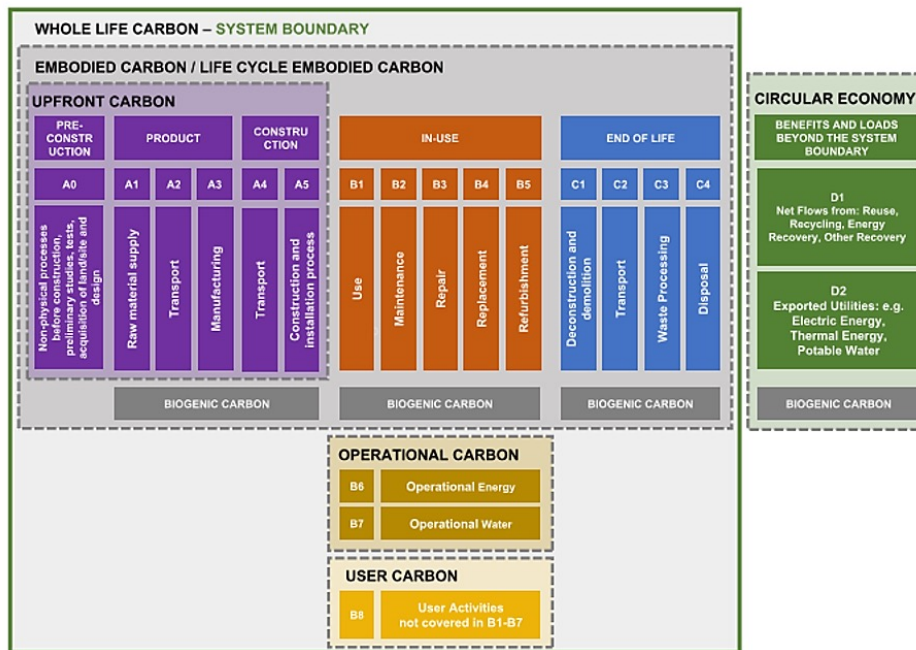 WHOLE LIFE CARBON – SYSTEM BOUNDARY
EMBODIED CARBON / LIFE CYCLE EMBODIED CARBON
UPFRONT CARBON
PRE-
CONSTR
UCTION
PRODUCT
CONSTRU
CTION
IN-USE
END OF LIFE
A0
A1
A2
A3
A4
A5
B1
B2
B3
B4
B5
C1
C2
C3
C4
Non-physical processes
before construction,
preliminary studies, tests,
acquisition of land/site and
design
Raw material supply
Transport
Manufacturing
Transport
Construction and
installation process
Use
Maintenance
Repair
Replacement
Refurbishment
Deconstruction and
demolition
Transport
Waste Processing
Disposal
BIOGENIC CARBON
BIOGENIC CARBON
BIOGENIC CARBON
OPERATIONAL CARBON
B6
Operational Energy
B7
Operational Water
USER CARBON
B8
User Activities
not covered in B1-B7
CIRCULAR ECONOMY
BENEFITS AND LOADS
BEYOND THE SYSTEM
BOUNDARY
D1
Net Flows from: Reuse,
Recycling, Energy
Recovery, Other Recovery
D2
Exported Utilities: e.g.
Electric Energy,
Thermal Energy,
Potable Water
BIOGENIC CARBON